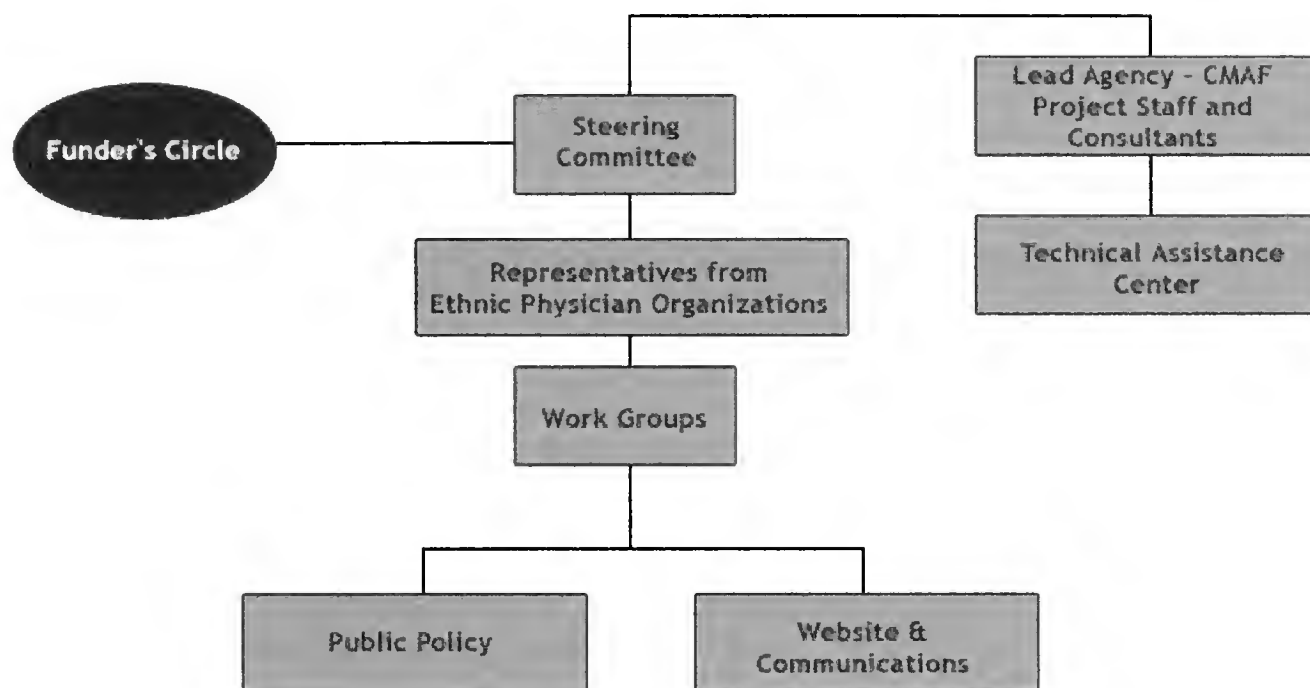 Funder's Circle
Steering
Committee
Lead Agency - CMAF
Project Staff and
Consultants
Technical Assistance
Center
Representatives from
Ethnic Physician Organizations
Work Groups
Public Policy
Website &
Communications